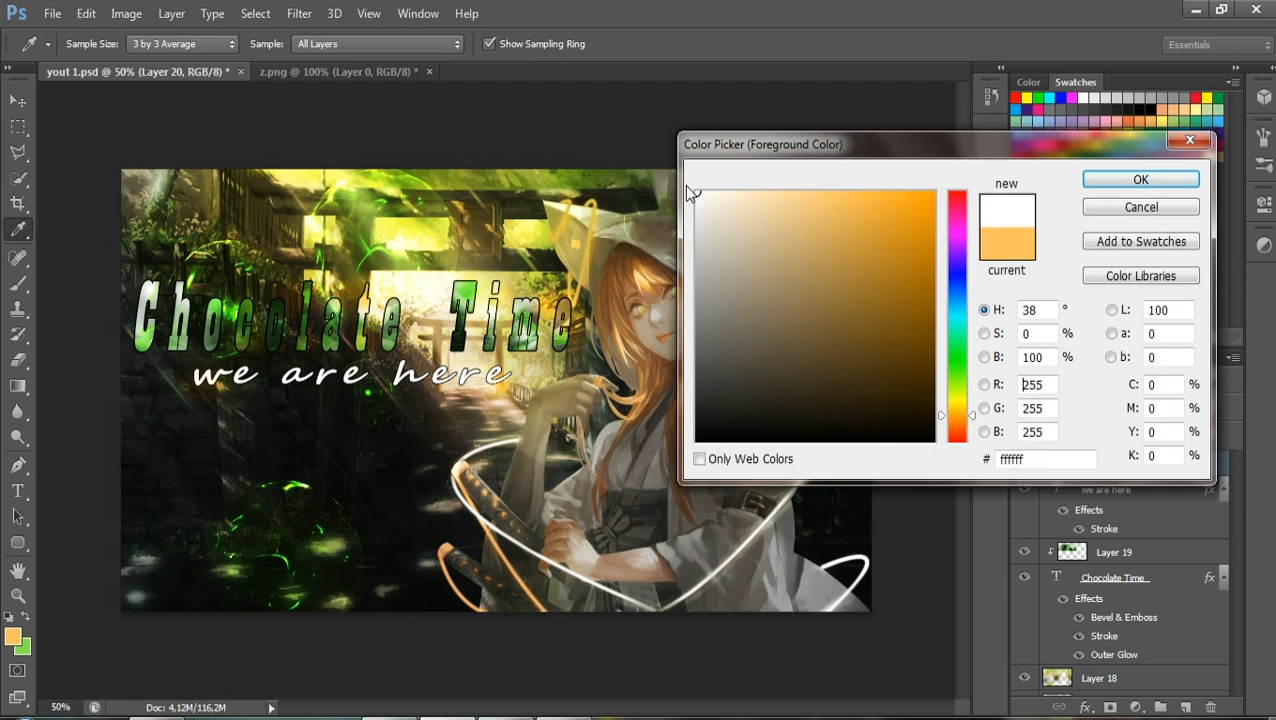 Ps File Edit Image Layer Type Select Filter 3D View Window Help
Sample Size: 3 by 3 Average Sample: All Layers Show Sampling Ring Essentials
yout 1.psd @ 50% (Layer 20, RGB/8) * × z.png @ 100% (Layer 0, RGB/8) * ×
Color Swatches
Color Picker (Foreground Color)
new
current
OK
Cancel
Add to Swatches
Color Libraries
H: 38 ° L: 100
S: 0 % a: 0
B: 100 % b: 0
R: 255 C: 0 %
G: 255 M: 0 %
B: 255 Y: 0 %
# ffffff K: 0 %
Only Web Colors
Chocolate Time
we are here
we are here fx
Effects
Stroke
Layer 19
T Chocolate Time fx
Effects
Bevel & Emboss
Stroke
Outer Glow
Layer 18
50% Doc: 4,12M/116,2M